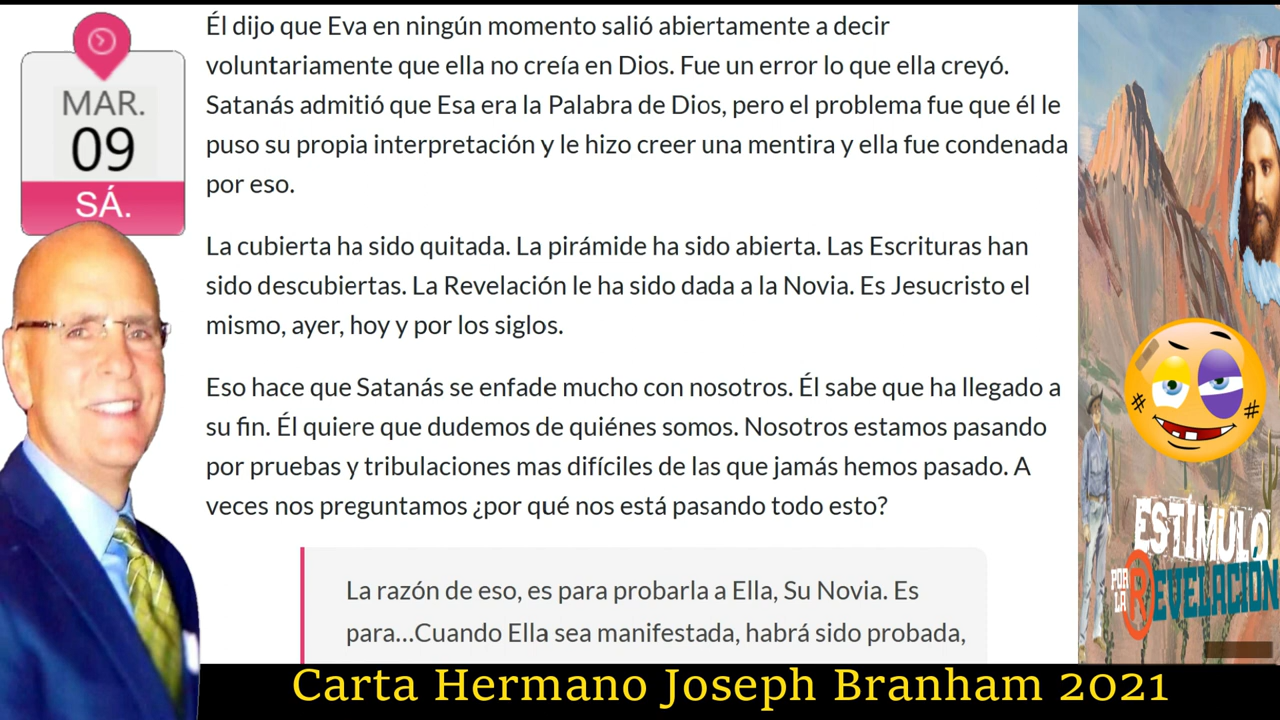 MAR.
09
SÁ.
Él dijo que Eva en ningún momento salió abiertamente a decir
voluntariamente que ella no creía en Dios. Fue un error lo que ella creyó.
Satanás admitió que Esa era la Palabra de Dios, pero el problema fue que él le
puso su propia interpretación y le hizo creer una mentira y ella fue condenada
por eso.
La cubierta ha sido quitada. La pirámide ha sido abierta. Las Escrituras han
sido descubiertas. La Revelación le ha sido dada a la Novia. Es Jesucristo el
mismo, ayer, hoy y por los siglos.
Eso hace que Satanás se enfade mucho con nosotros. Él sabe que ha llegado a
su fin. Él quiere que dudemos de quiénes somos. Nosotros estamos pasando
por pruebas y tribulaciones mas difíciles de las que jamás hemos pasado. A
veces nos preguntamos ¿por qué nos está pasando todo esto?
La razón de eso, es para probarla a Ella, Su Novia. Es
para...Cuando Ella sea manifestada, habrá sido probada,
ESTÍMULO
POR LA REVELACIÓN
Carta Hermano Joseph Branham 2021